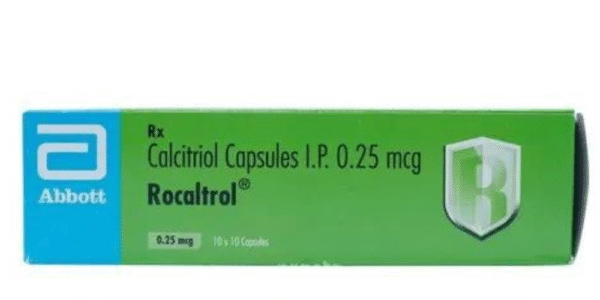 Abbott
Rx
Calcitriol Capsules I.P. 0.25 mcg
Rocaltrol®
0.25 mcg 10 x 10 Capsules
R